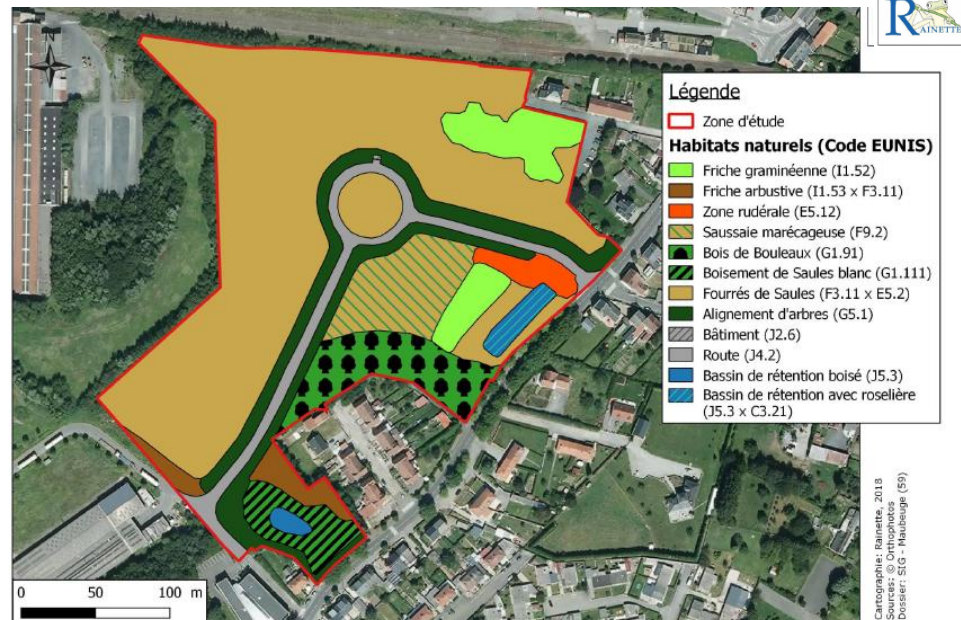 RAINETTE
Légende
Zone d'étude
Habitats naturels (Code EUNIS)
Friche graminéenne (I1.52)
Friche arbustive (I1.53 x F3.11)
Zone rudérale (E5.12)
Saussaie marécageuse (F9.2)
Bois de Bouleaux (G1.91)
Boisement de Saules blanc (G1.111)
Fourrés de Saules (F3.11 x E5.2)
Alignement d'arbres (G5.1)
Bâtiment (J2.6)
Route (J4.2)
Bassin de rétention boisé (J5.3)
Bassin de rétention avec roselière
(J5.3 x C3.21)
Cartographie: Rainette, 2018
Sources: © Orthophotos
Dossier: SIG - Maubeuge (59)
0 50 100 m